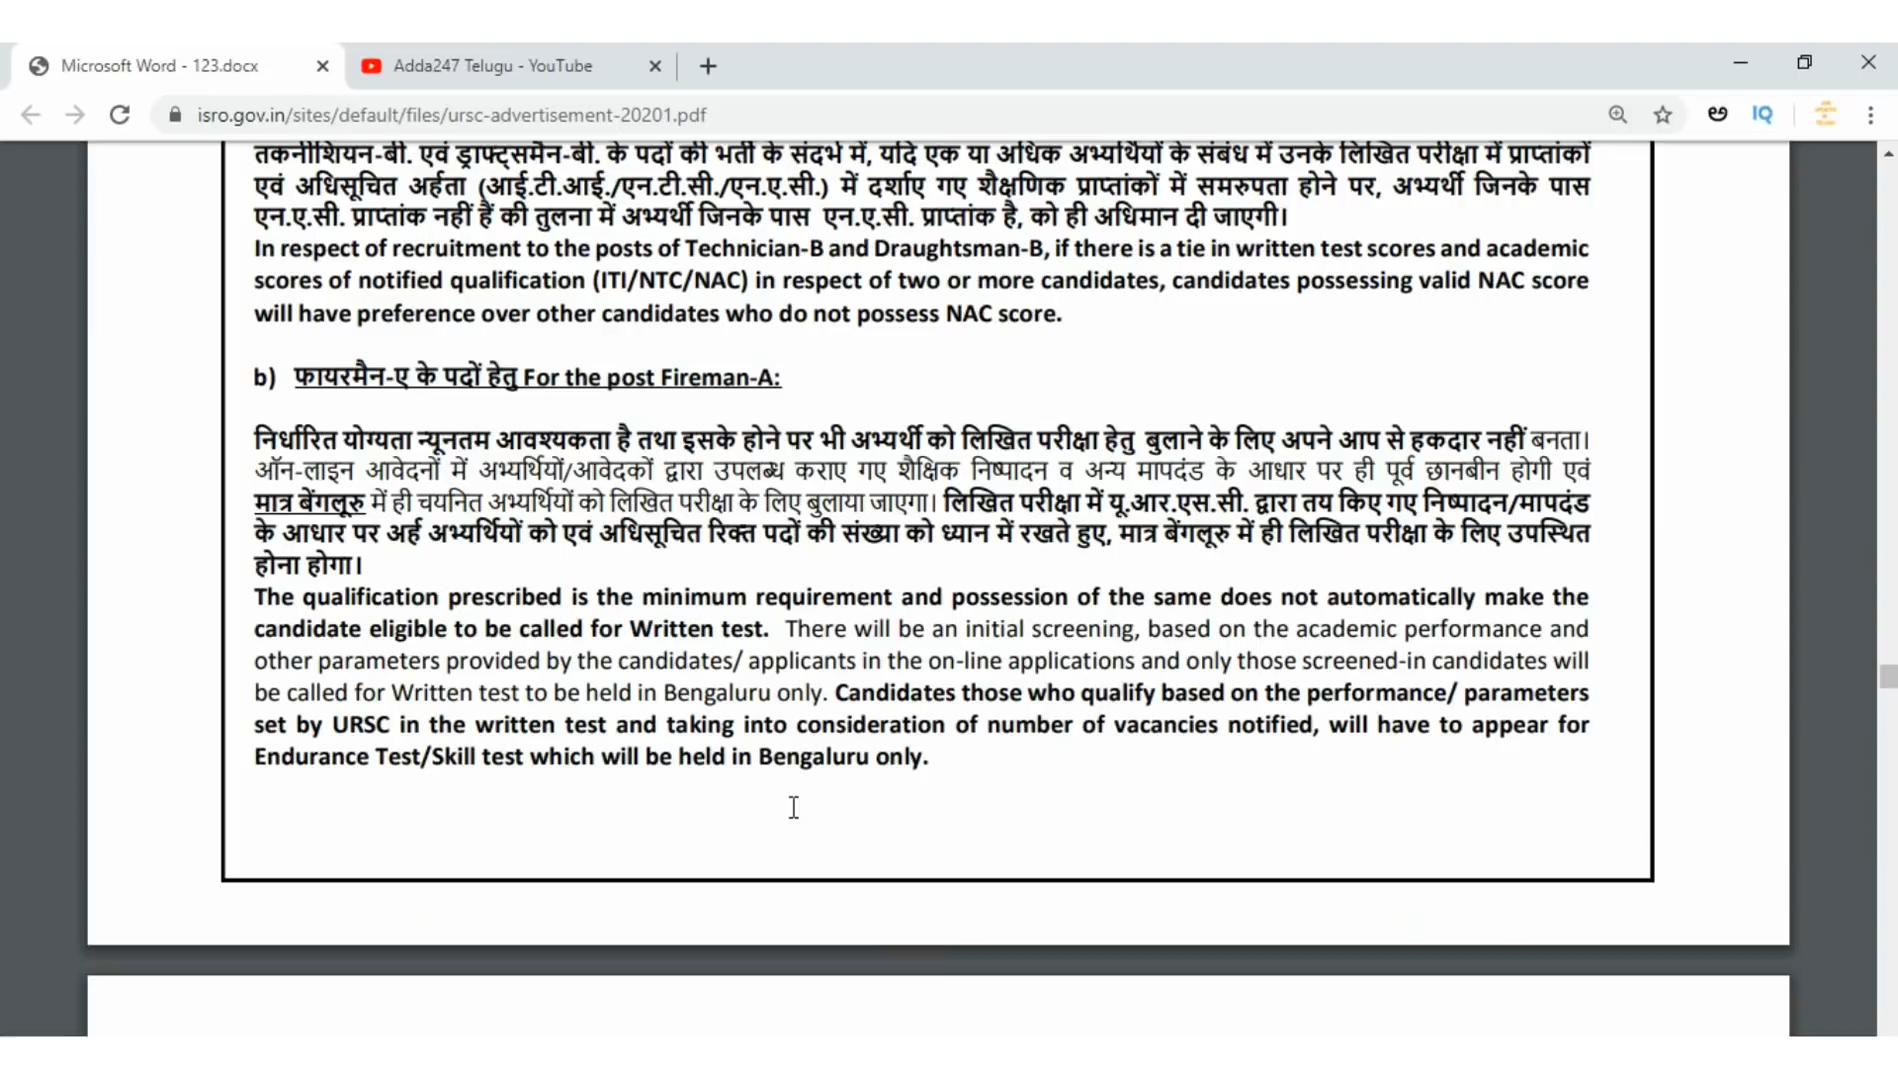 Microsoft Word - 123.docx
Adda247 Telugu - YouTube
isro.gov.in/sites/default/files/ursc-advertisement-20201.pdf
IQ
तकनीशियन-बी. एवं ड्राफ्ट्समैन-बी. के पदों की भर्ती के संदर्भ में, यदि एक या अधिक अभ्यर्थियों के संबंध में उनके लिखित परीक्षा में प्राप्तांकों
एवं अधिसूचित अर्हता (आई.टी.आई./एन.टी.सी./एन.ए.सी.) में दर्शाए गए शैक्षणिक प्राप्तांकों में समरुपता होने पर, अभ्यर्थी जिनके पास
एन.ए.सी. प्राप्तांक नहीं हैं की तुलना में अभ्यर्थी जिनके पास एन.ए.सी. प्राप्तांक है, को ही अधिमान दी जाएगी।
In respect of recruitment to the posts of Technician-B and Draughtsman-B, if there is a tie in written test scores and academic
scores of notified qualification (ITI/NTC/NAC) in respect of two or more candidates, candidates possessing valid NAC score
will have preference over other candidates who do not possess NAC score.
b) फायरमैन-ए के पदों हेतु For the post Fireman-A:
निर्धारित योग्यता न्यूनतम आवश्यकता है तथा इसके होने पर भी अभ्यर्थी को लिखित परीक्षा हेतु बुलाने के लिए अपने आप से हकदार नहीं बनता।
ऑन-लाइन आवेदनों में अभ्यर्थियों/आवेदकों द्वारा उपलब्ध कराए गए शैक्षिक निष्पादन व अन्य मापदंड के आधार पर ही पूर्व छानबीन होगी एवं
मात्र बेंगलूरु में ही चयनित अभ्यर्थियों को लिखित परीक्षा के लिए बुलाया जाएगा। लिखित परीक्षा में यू.आर.एस.सी. द्वारा तय किए गए निष्पादन/मापदंड
के आधार पर अर्ह अभ्यर्थियों को एवं अधिसूचित रिक्त पदों की संख्या को ध्यान में रखते हुए, मात्र बेंगलूरु में ही लिखित परीक्षा के लिए उपस्थित
होना होगा।
The qualification prescribed is the minimum requirement and possession of the same does not automatically make the
candidate eligible to be called for Written test. There will be an initial screening, based on the academic performance and
other parameters provided by the candidates/ applicants in the on-line applications and only those screened-in candidates will
be called for Written test to be held in Bengaluru only. Candidates those who qualify based on the performance/ parameters
set by URSC in the written test and taking into consideration of number of vacancies notified, will have to appear for
Endurance Test/Skill test which will be held in Bengaluru only.